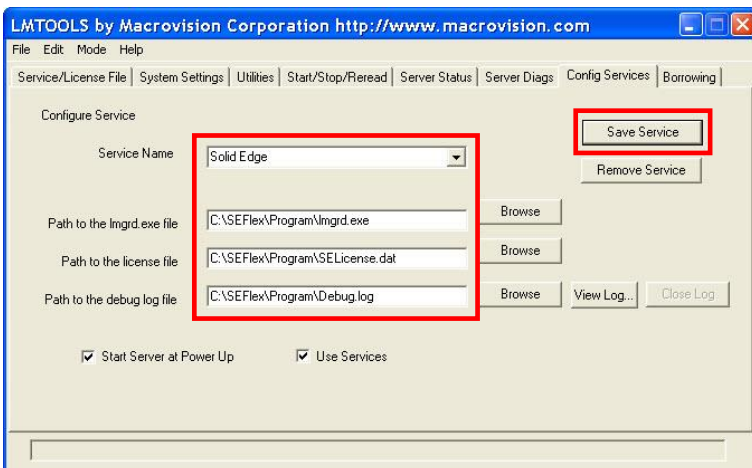 LMTOOLS by Macrovision Corporation http://www.macrovision.com
File Edit Mode Help
Service/License File System Settings Utilities Start/Stop/Reread Server Status Server Diags Config Services Borrowing
Configure Service
Save Service
Service Name Solid Edge
Remove Service
Path to the lmgrd.exe file C:\SEFlex\Program\lmgrd.exe Browse
Path to the license file C:\SEFlex\Program\SELicense.dat Browse
Path to the debug log file C:\SEFlex\Program\Debug.log Browse View Log... Close Log
Start Server at Power Up Use Services